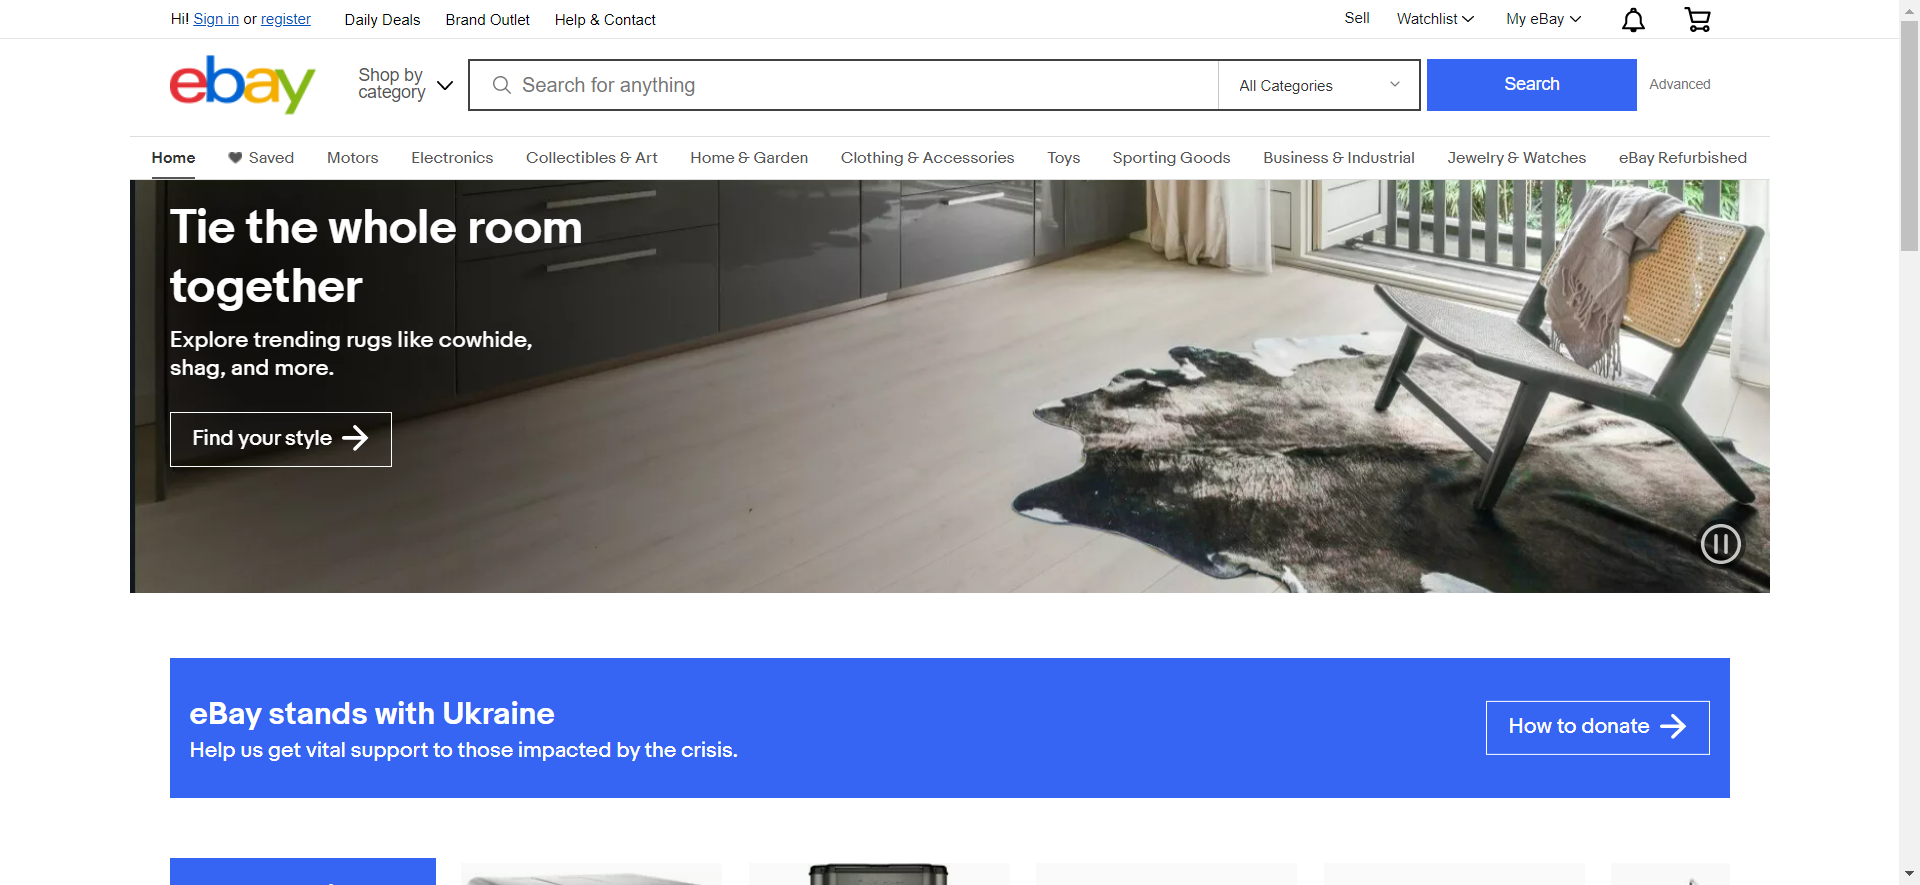 Hi! Sign in or register
Daily Deals
Brand Outlet
Help & Contact
Sell
Watchlist
My eBay
ebay
Shop by
category
Search for anything
All Categories
Search
Advanced
Home
Saved
Motors
Electronics
Collectibles & Art
Home & Garden
Clothing & Accessories
Toys
Sporting Goods
Business & Industrial
Jewelry & Watches
eBay Refurbished
Tie the whole room
together
Explore trending rugs like cowhide,
shag, and more.
Find your style
eBay stands with Ukraine
Help us get vital support to those impacted by the crisis.
How to donate